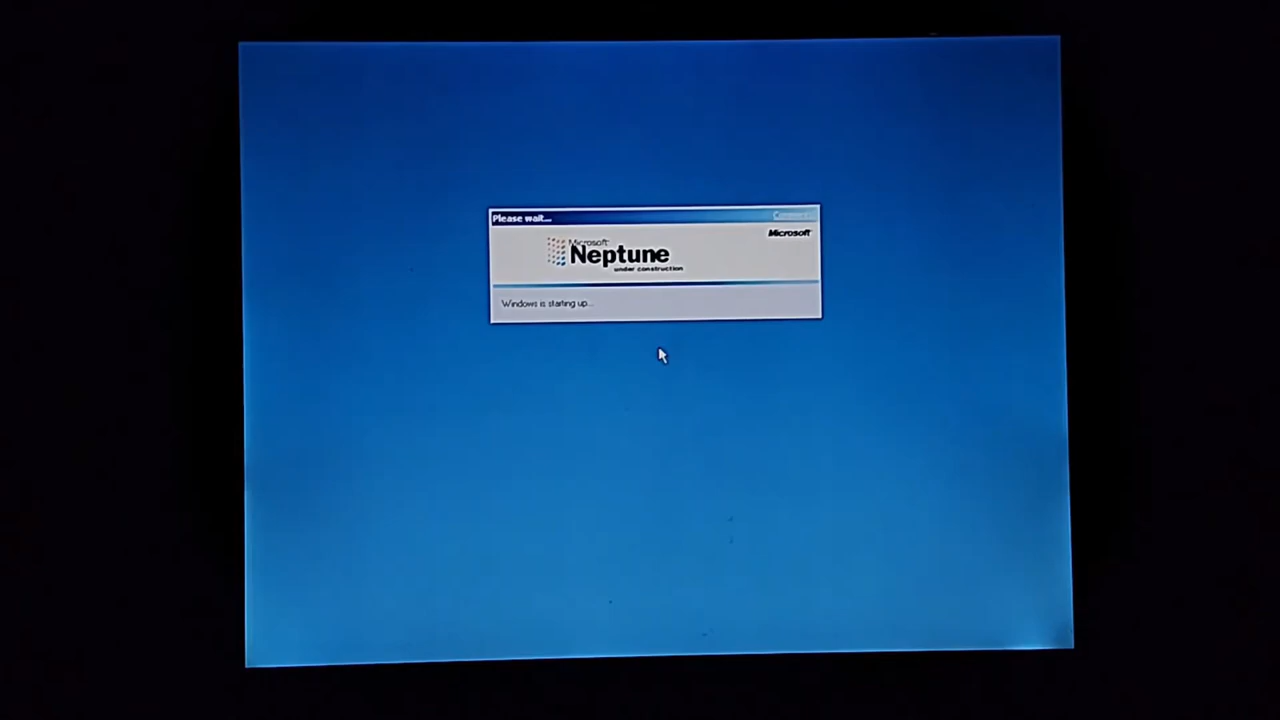 Please wait...
Microsoft
Microsoft
Neptune
under construction
Windows is starting up...